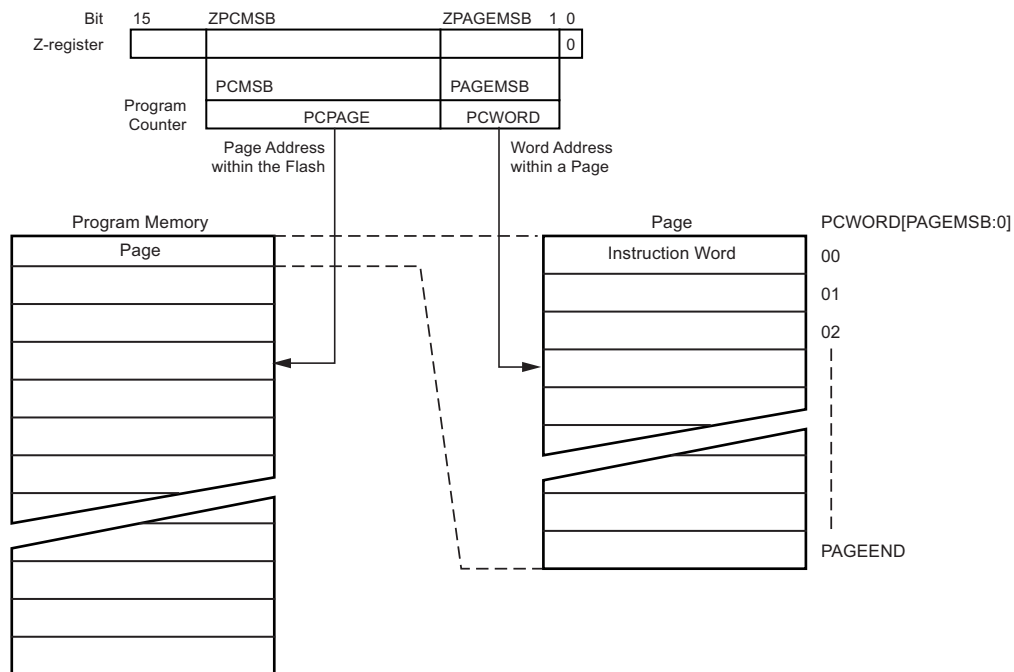 Bit 15 ZPCMSB ZPAGEMSB 1 0
Z-register 0
PCMSB PAGEMSB
Program
Counter
PCPAGE PCWORD
Page Address
within the Flash
Word Address
within a Page
Program Memory
Page
Page
Instruction Word
PCWORD[PAGEMSB:0]
00
01
02
PAGEEND